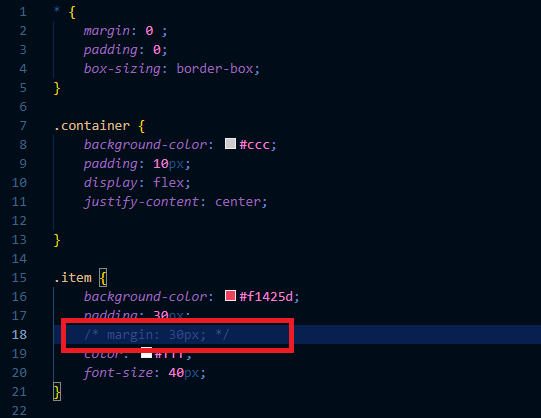 1 * {
2 margin: 0 ;
3 padding: 0;
4 box-sizing: border-box;
5 }
6
7 .container {
8 background-color: #ccc;
9 padding: 10px;
10 display: flex;
11 justify-content: center;
12
13 }
14
15 .item {
16 background-color: #f1425d;
17 padding: 30px;
18 /* margin: 30px; */
19 color: #fff;
20 font-size: 40px;
21 }
22